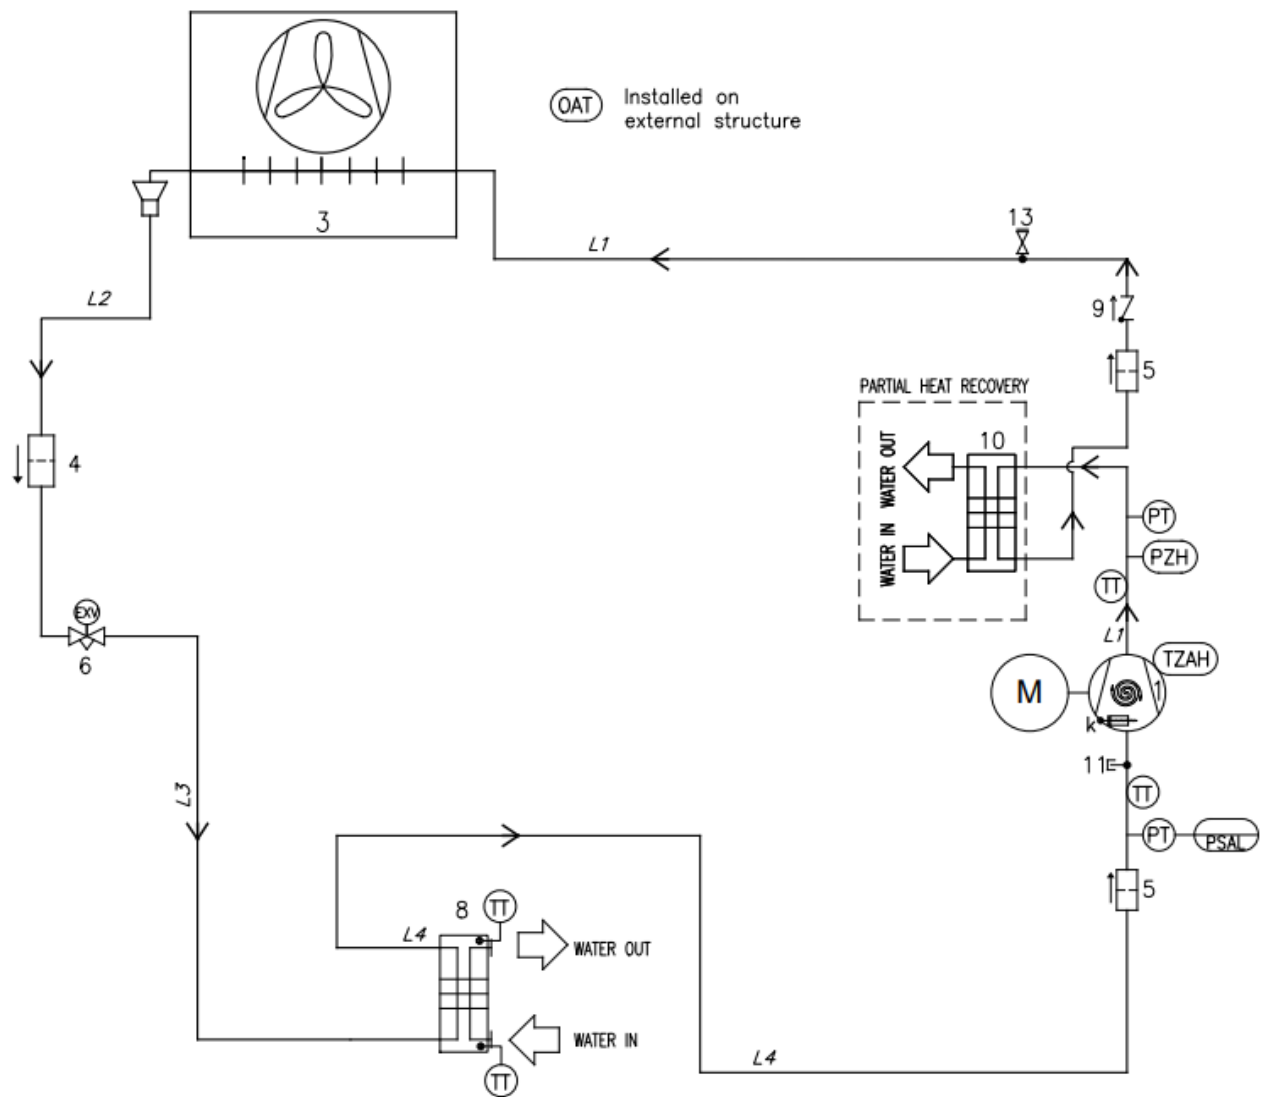 OAT
Installed on
external structure
3
13
L1
L2
9
5
PARTIAL HEAT RECOVERY
10
WATER OUT
WATER IN
4
PT
PZH
TT
L1
TZAH
EXV
6
M
1
k
11
TT
L3
PT
PSAL
5
8
TT
L4
WATER OUT
WATER IN
L4
TT